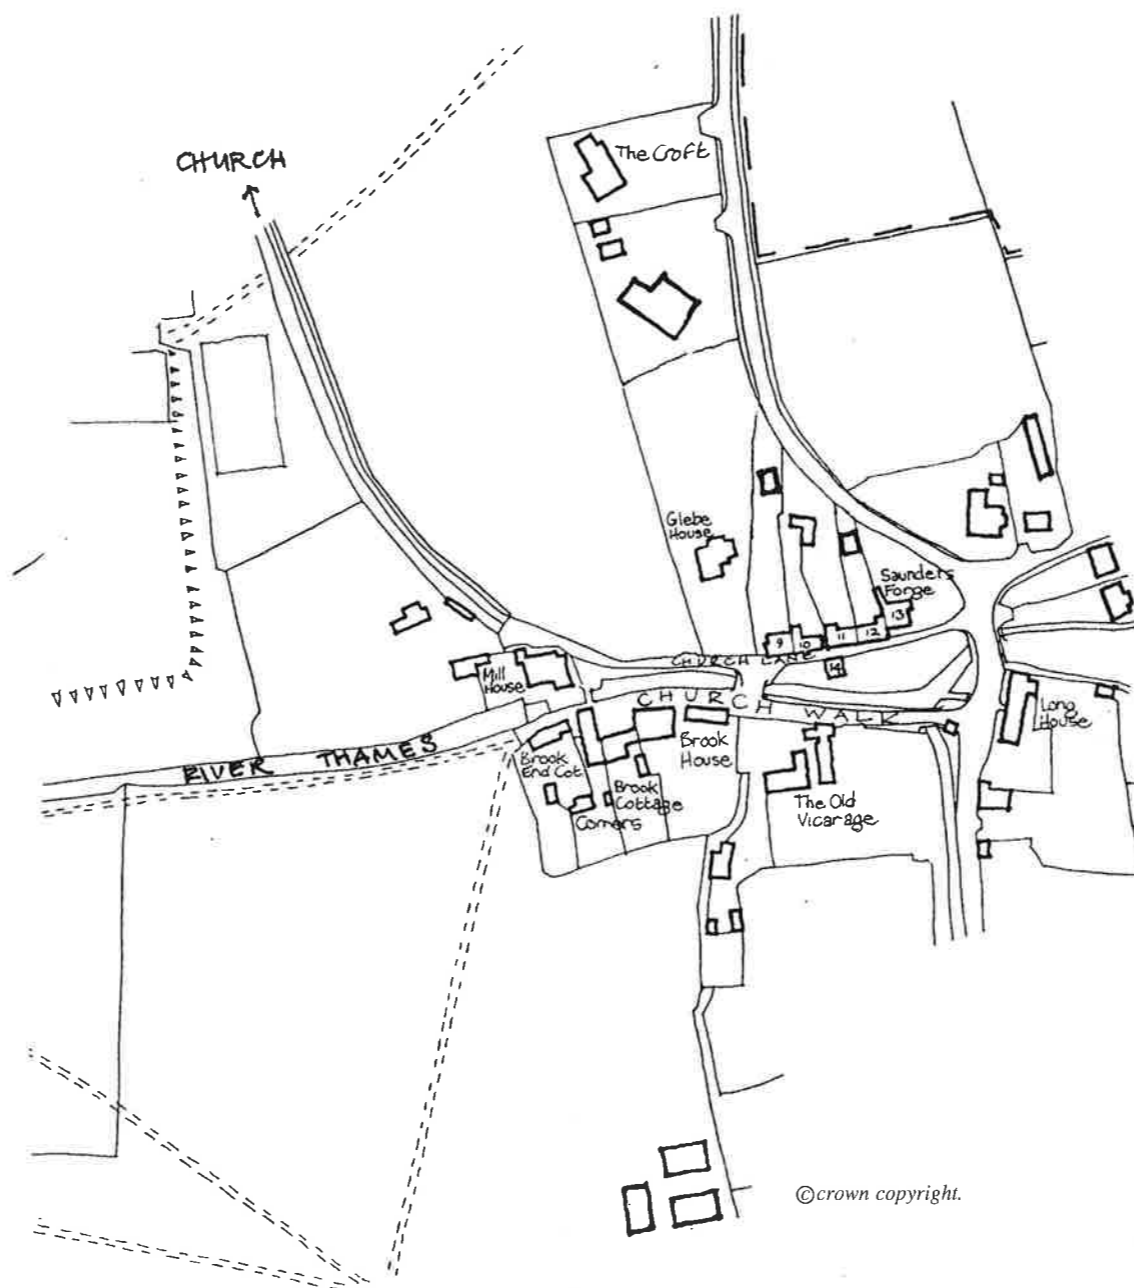 CHURCH
The Croft
Glebe
House
Saunders
Forge
13
12
11
10
9
14
CHURCH LANE
Mill
House
CHURCH WALK
Long
House
RIVER THAMES
Brook
End Cot.
Brook
House
Brook
Cottage
Corners
The Old
Vicarage
©crown copyright.